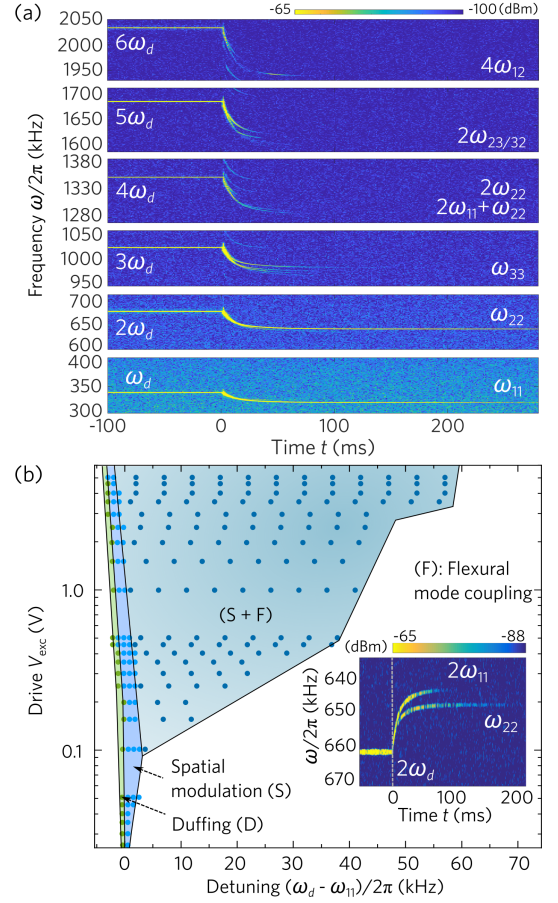 (a)
-65 -100 (dBm)
2050
2000
1950
6ω_d
4ω_12
1700
1650
1600
5ω_d
2ω_23/32
1380
1330
1280
4ω_d
2ω_22
2ω_11+ω_22
1050
1000
950
3ω_d
ω_33
700
650
600
2ω_d
ω_22
400
350
300
ω_d
ω_11
Frequency ω/2π (kHz)
-100 0 100 200
Time t (ms)
(b)
1.0
0.1
Drive V_exc (V)
(F): Flexural
mode coupling
(S + F)
(dBm) -65 -88
640
650
660
670
ω/2π (kHz)
2ω_11
ω_22
2ω_d
0 100 200
Time t (ms)
Spatial
modulation (S)
Duffing (D)
0 10 20 30 40 50 60 70
Detuning (ω_d - ω_11)/2π (kHz)